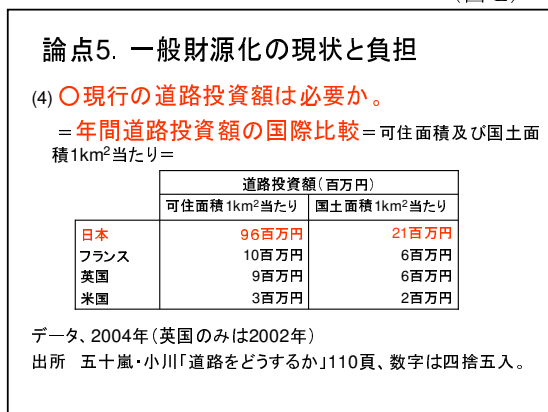 論点5. 一般財源化の現状と負担
(4) 〇現行の道路投資額は必要か。
＝年間道路投資額の国際比較＝可住面積及び国土面
積1km²当たり＝
道路投資額(百万円)
可住面積1km²当たり 国土面積1km²当たり
日本 96百万円 21百万円
フランス 10百万円 6百万円
英国 9百万円 6百万円
米国 3百万円 2百万円
データ、2004年(英国のみは2002年)
出所 五十嵐・小川「道路をどうするか」110頁、数字は四捨五入。